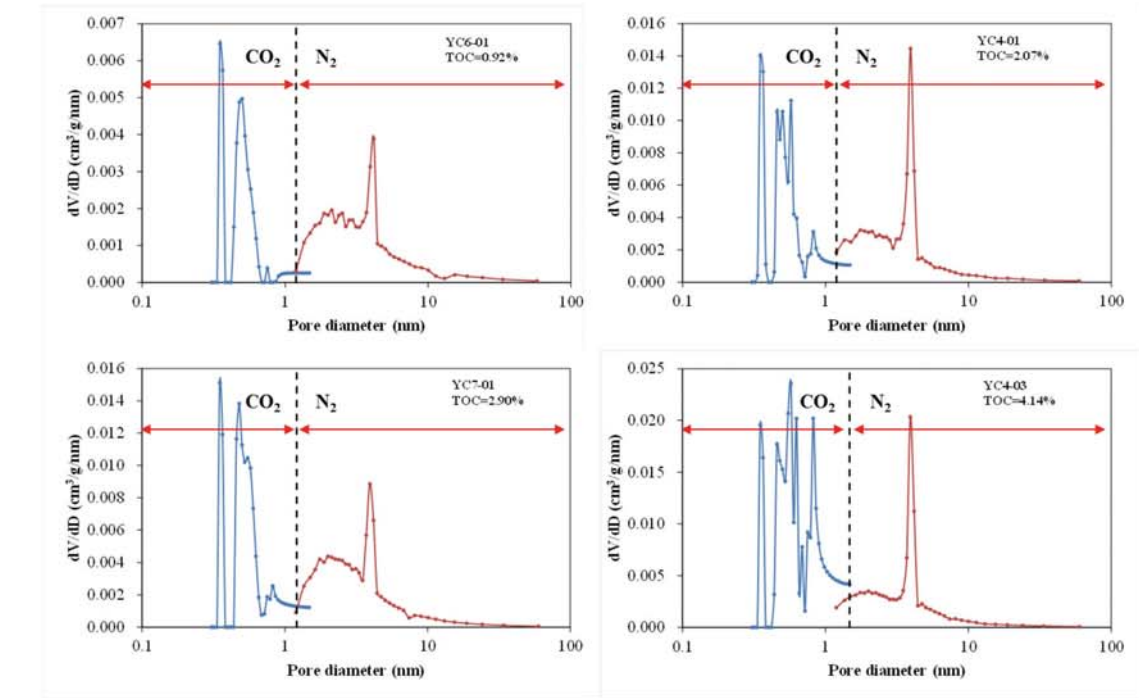 0.007
0.006
0.005
0.004
0.003
0.002
0.001
0.000
dV/dD (cm³/g/nm)
CO₂ N₂
YC6-01
TOC=0.92%
0.1 1 10 100
Pore diameter (nm)
0.016
0.014
0.012
0.010
0.008
0.006
0.004
0.002
0.000
dV/dD (cm³/g/nm)
CO₂ N₂
YC4-01
TOC=2.07%
0.1 1 10 100
Pore diameter (nm)
0.016
0.014
0.012
0.010
0.008
0.006
0.004
0.002
0.000
dV/dD (cm³/g/nm)
CO₂ N₂
YC7-01
TOC=2.90%
0.1 1 10 100
Pore diameter (nm)
0.025
0.020
0.015
0.010
0.005
0.000
dV/dD (cm³/g/nm)
CO₂ N₂
YC4-03
TOC=4.14%
0.1 1 10 100
Pore diameter (nm)